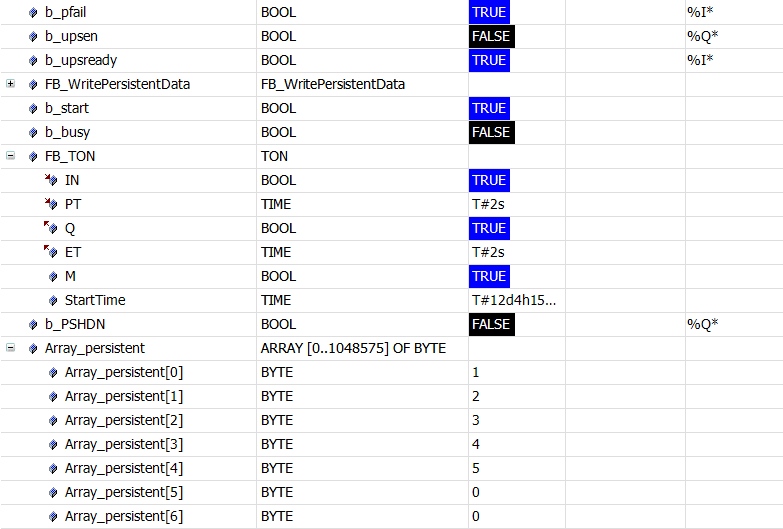 b_pfail BOOL TRUE %I*
b_upsen BOOL FALSE %Q*
b_upsready BOOL TRUE %I*
FB_WritePersistentData FB_WritePersistentData
b_start BOOL TRUE
b_busy BOOL FALSE
FB_TON TON
IN BOOL TRUE
PT TIME T#2s
Q BOOL TRUE
ET TIME T#2s
M BOOL TRUE
StartTime TIME T#12d4h15...
b_PSHDN BOOL FALSE %Q*
Array_persistent ARRAY [0..1048575] OF BYTE
Array_persistent[0] BYTE 1
Array_persistent[1] BYTE 2
Array_persistent[2] BYTE 3
Array_persistent[3] BYTE 4
Array_persistent[4] BYTE 5
Array_persistent[5] BYTE 0
Array_persistent[6] BYTE 0